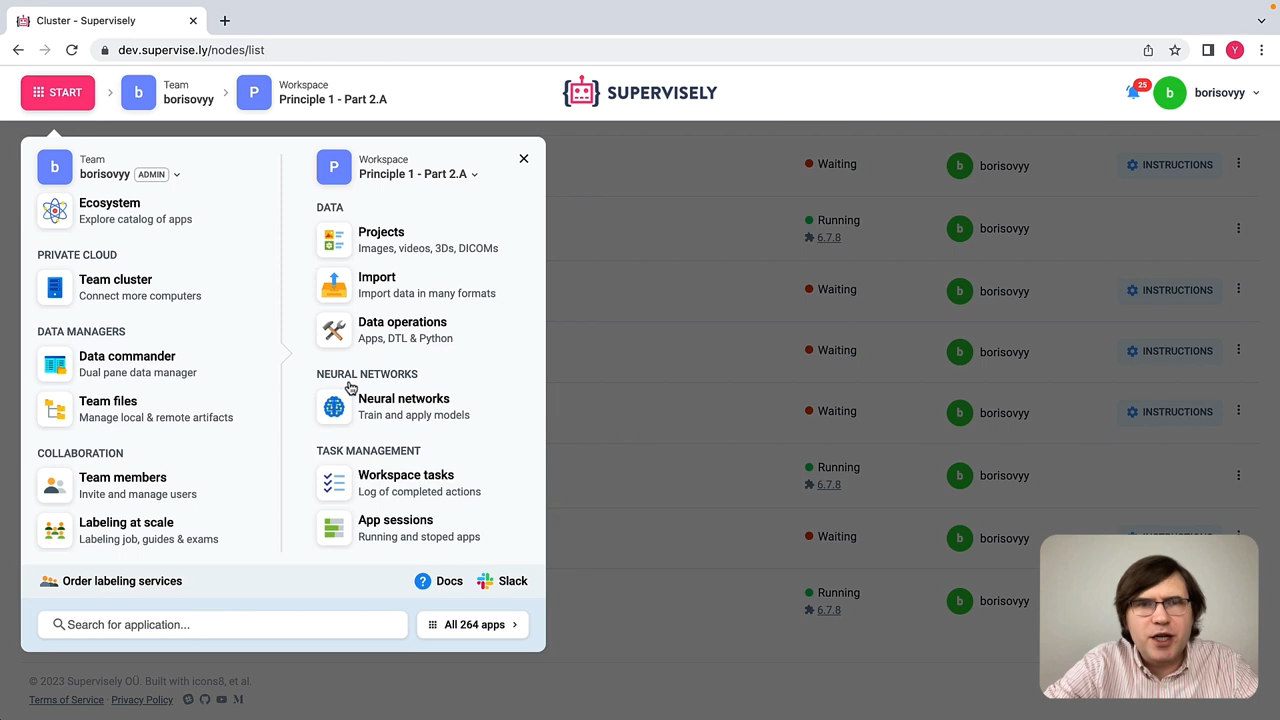 Cluster - Supervisely
dev.supervise.ly/nodes/list
Y
START
b
Team
borisovyy
P
Workspace
Principle 1 - Part 2.A
SUPERVISELY
25
b
borisovyy
b
Team
borisovyy ADMIN
Ecosystem
Explore catalog of apps
PRIVATE CLOUD
Team cluster
Connect more computers
DATA MANAGERS
Data commander
Dual pane data manager
Team files
Manage local & remote artifacts
COLLABORATION
Team members
Invite and manage users
Labeling at scale
Labeling job, guides & exams
P
Workspace
Principle 1 - Part 2.A
DATA
Projects
Images, videos, 3Ds, DICOMs
Import
Import data in many formats
Data operations
Apps, DTL & Python
NEURAL NETWORKS
Neural networks
Train and apply models
TASK MANAGEMENT
Workspace tasks
Log of completed actions
App sessions
Running and stoped apps
Order labeling services
? Docs
Slack
Search for application...
All 264 apps
Waiting b borisovyy INSTRUCTIONS
Running
6.7.8
b borisovyy
Waiting b borisovyy INSTRUCTIONS
Waiting b borisovyy INSTRUCTIONS
Waiting b borisovyy INSTRUCTIONS
Running
6.7.8
b borisovyy
Waiting b borisovyy
Running
6.7.8
b borisovyy
© 2023 Supervisely OÜ. Built with icons8, et al.
Terms of Service · Privacy Policy